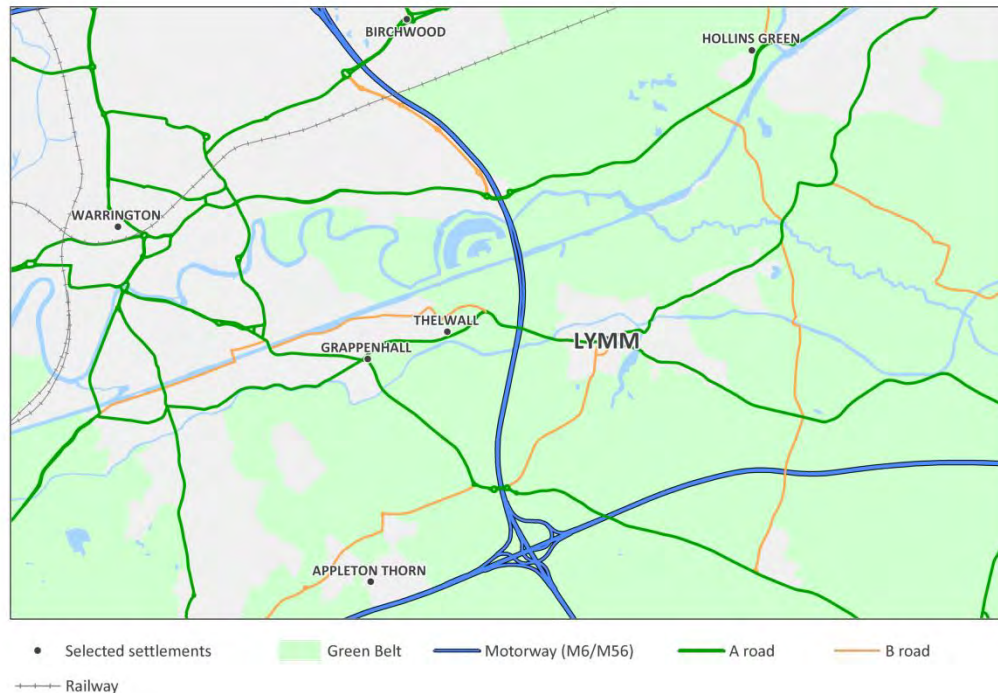 BIRCHWOOD
HOLLINS GREEN
WARRINGTON
THELWALL
LYMM
GRAPPENHALL
APPLETON THORN
Selected settlements
Green Belt
Motorway (M6/M56)
A road
B road
Railway